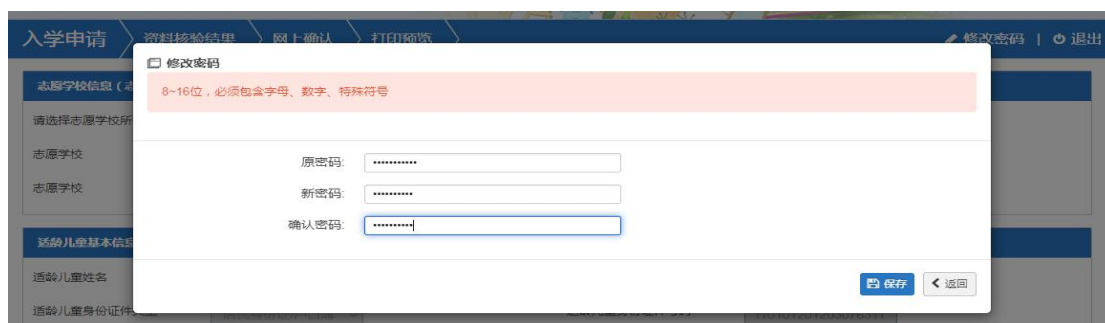 入学申请 资料核验结果 网上确认 打印预览 修改密码 | 退出
修改密码
志愿学校信息（志
8~16位，必须包含字母、数字、特殊符号
请选择志愿学校所
志愿学校
原密码:
志愿学校
新密码:
确认密码:
适龄儿童基本信息
适龄儿童姓名
保存 返回
适龄儿童身份证件